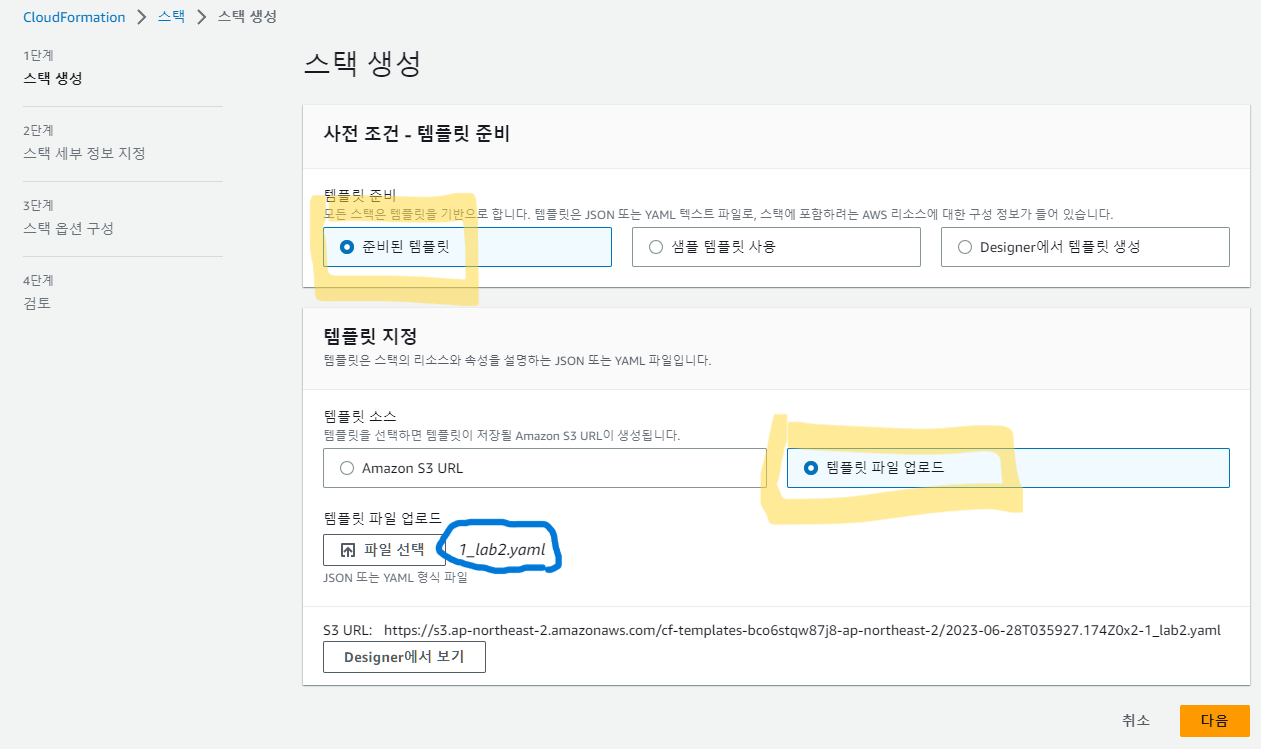 CloudFormation > 스택 > 스택 생성
1단계
스택 생성
2단계
스택 세부 정보 지정
3단계
스택 옵션 구성
4단계
검토
스택 생성
사전 조건 - 템플릿 준비
템플릿 준비
모든 스택은 템플릿을 기반으로 합니다. 템플릿은 JSON 또는 YAML 텍스트 파일로, 스택에 포함하려는 AWS 리소스에 대한 구성 정보가 들어 있습니다.
준비된 템플릿 샘플 템플릿 사용 Designer에서 템플릿 생성
템플릿 지정
템플릿은 스택의 리소스와 속성을 설명하는 JSON 또는 YAML 파일입니다.
템플릿 소스
템플릿을 선택하면 템플릿이 저장될 Amazon S3 URL이 생성됩니다.
Amazon S3 URL 템플릿 파일 업로드
템플릿 파일 업로드
파일 선택 1_lab2.yaml
JSON 또는 YAML 형식 파일
S3 URL: https://s3.ap-northeast-2.amazonaws.com/cf-templates-bco6stqw87j8-ap-northeast-2/2023-06-28T035927.174Z0x2-1_lab2.yaml
Designer에서 보기
취소 다음